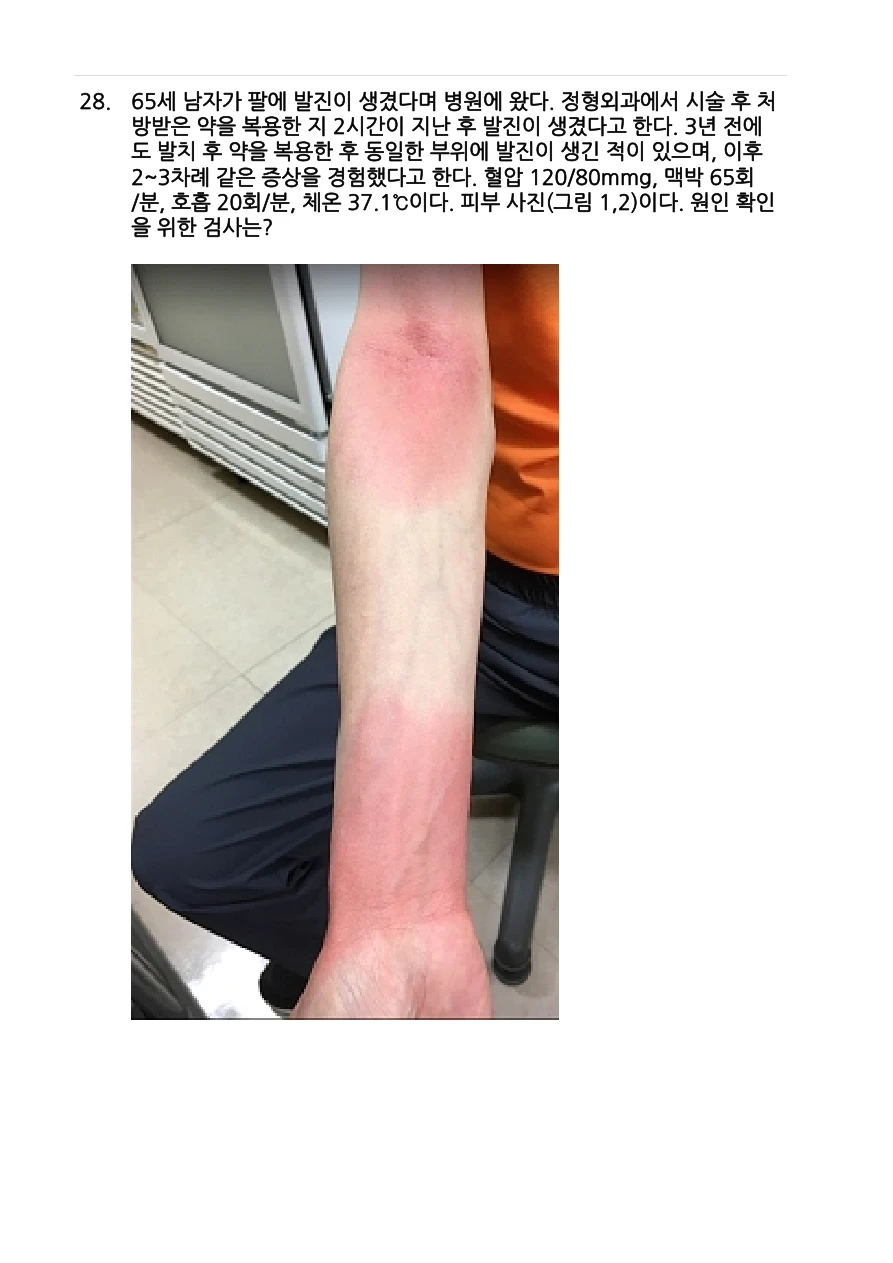 28. 65세 남자가 팔에 발진이 생겼다며 병원에 왔다. 정형외과에서 시술 후 처
방받은 약을 복용한 지 2시간이 지난 후 발진이 생겼다고 한다. 3년 전에
도 발치 후 약을 복용한 후 동일한 부위에 발진이 생긴 적이 있으며, 이후
2~3차례 같은 증상을 경험했다고 한다. 혈압 120/80mmg, 맥박 65회
/분, 호흡 20회/분, 체온 37.1℃이다. 피부 사진(그림 1,2)이다. 원인 확인
을 위한 검사는?